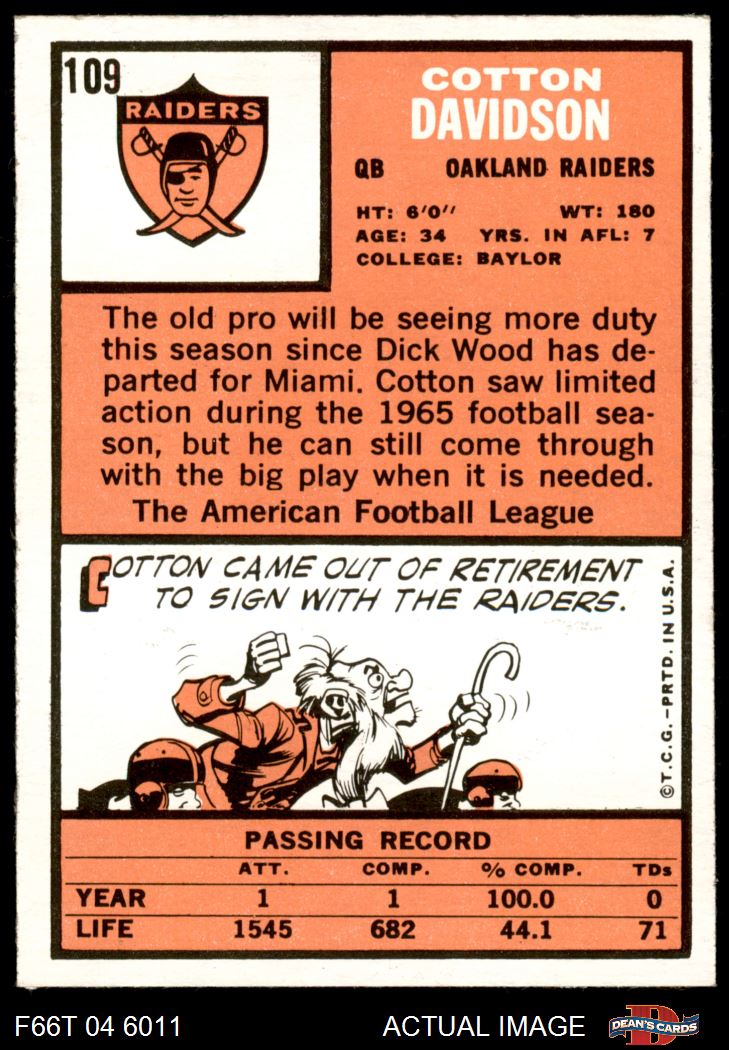 109
RAIDERS
COTTON
DAVIDSON
QB OAKLAND RAIDERS
HT: 6'0'' WT: 180
AGE: 34 YRS. IN AFL: 7
COLLEGE: BAYLOR
The old pro will be seeing more duty
this season since Dick Wood has de-
parted for Miami. Cotton saw limited
action during the 1965 football sea-
son, but he can still come through
with the big play when it is needed.
The American Football League
COTTON CAME OUT OF RETIREMENT
TO SIGN WITH THE RAIDERS.
© T.C.G. - PRTD. IN U.S.A.
PASSING RECORD
ATT. COMP. % COMP. TDs
YEAR 1 1 100.0 0
LIFE 1545 682 44.1 71
F66T 04 6011 ACTUAL IMAGE D DEAN'S CARDS